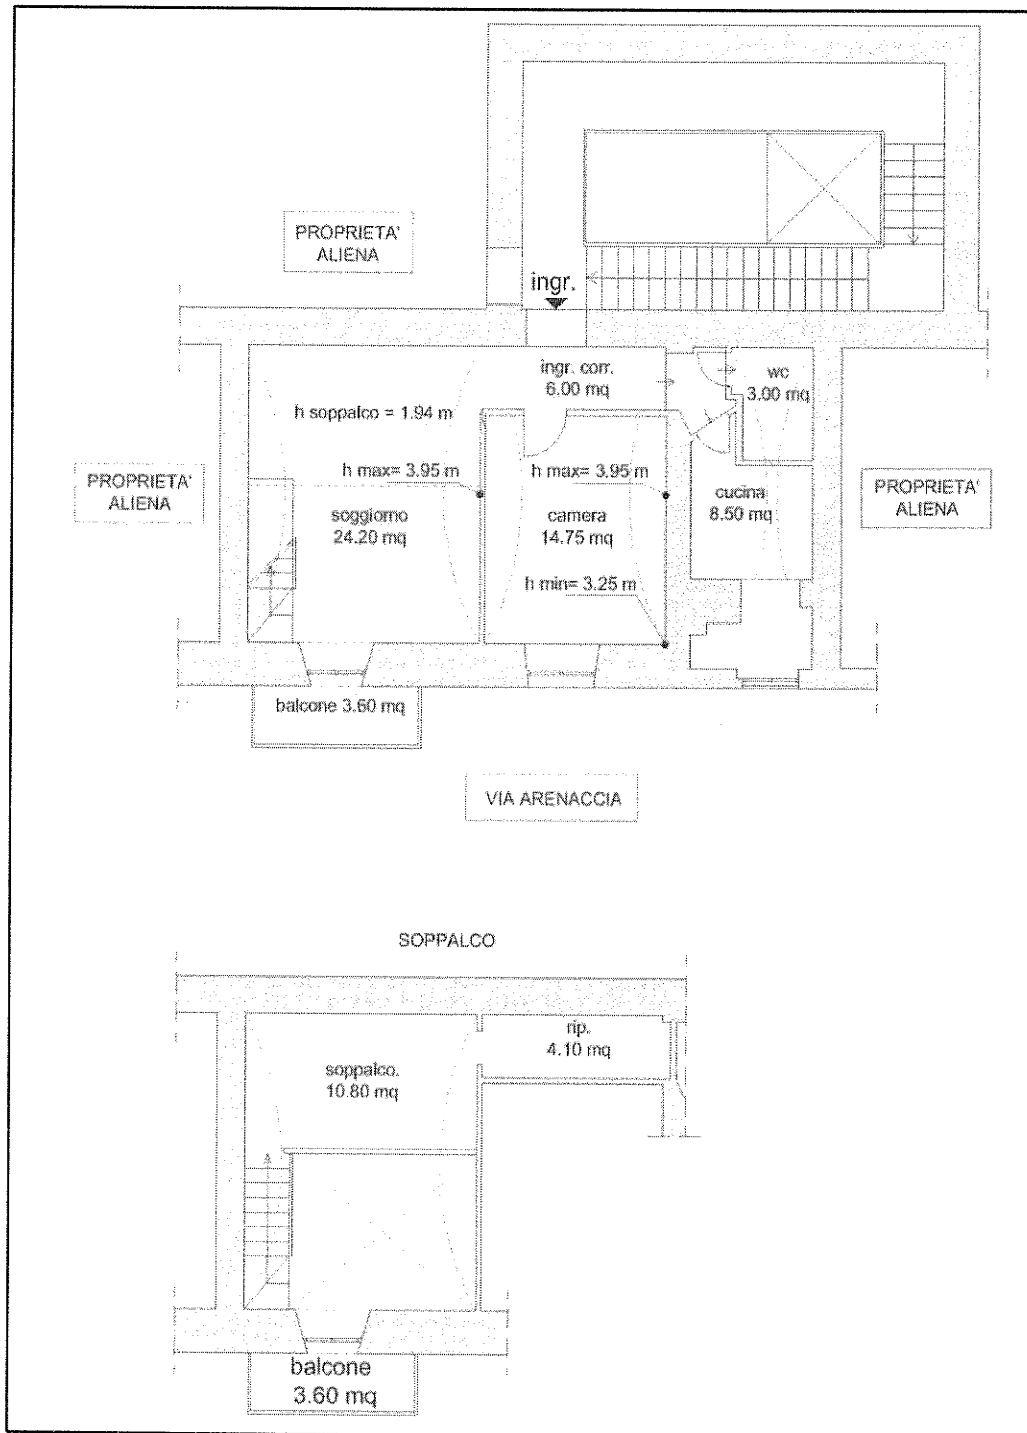 PROPRIETA'
ALIENA
ingr.
ingr. corr.
6.00 mq
wc
3.00 mq
h soppalco = 1.94 m
h max= 3.95 m
h max= 3.95 m
PROPRIETA'
ALIENA
soggiorno
24.20 mq
camera
14.75 mq
cucina
8.50 mq
PROPRIETA'
ALIENA
h min= 3.25 m
balcone 3.60 mq
VIA ARENACCIA
SOPPALCO
rip.
4.10 mq
soppalco.
10.80 mq
balcone
3.60 mq